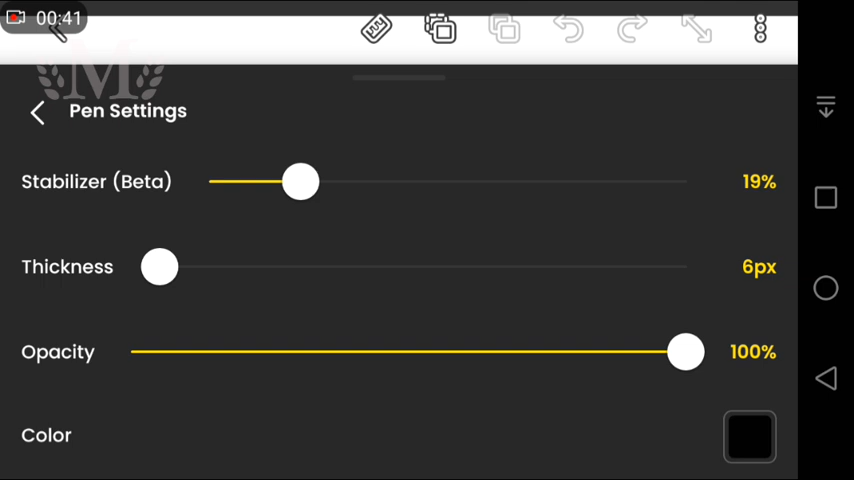 00:41
M
Pen Settings
Stabilizer (Beta) 19%
Thickness 6px
Opacity 100%
Color